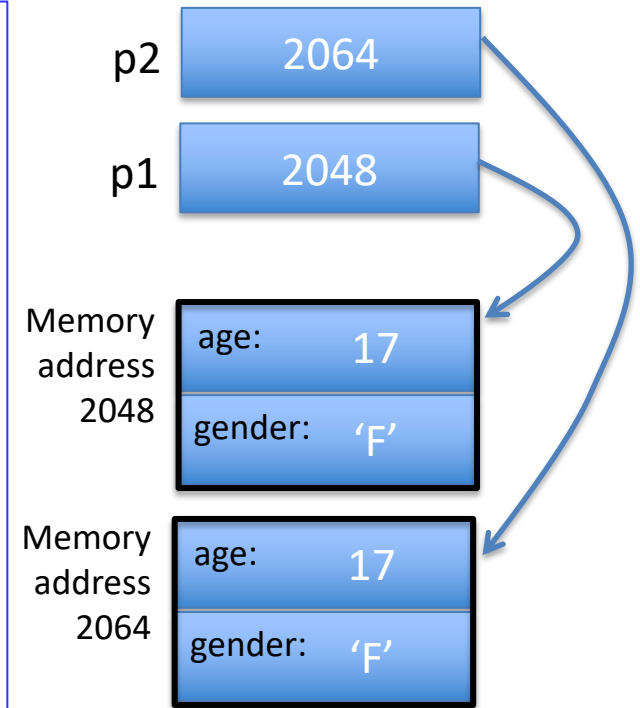 p2 2064
p1 2048
Memory address 2048
age: 17
gender: ‘F’
Memory address 2064
age: 17
gender: ‘F’